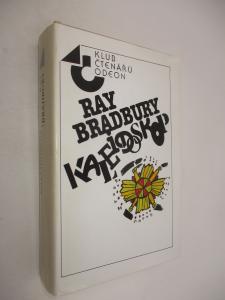 KLUB
ČTENÁŘŮ
ODEON
RAY
BRADBURY
KALEIDOSKOP